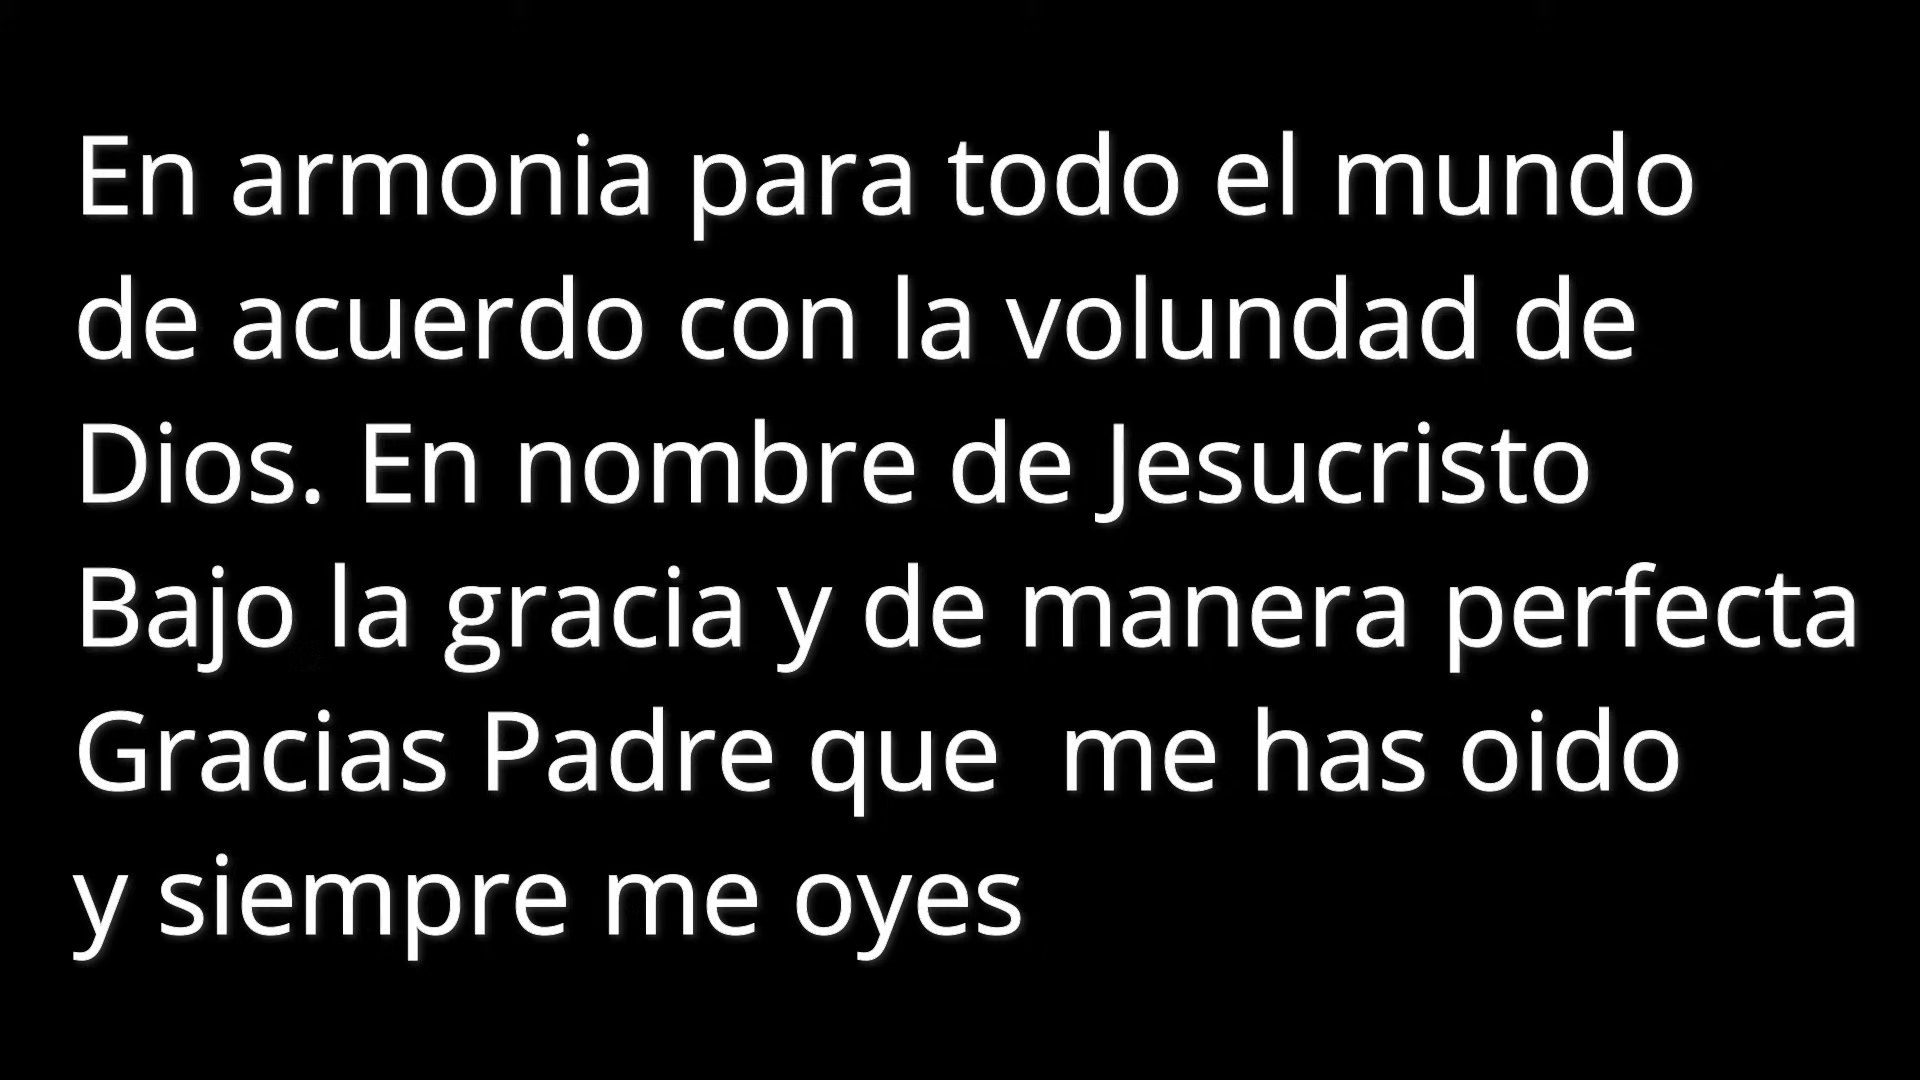 En armonia para todo el mundo
de acuerdo con la volundad de
Dios. En nombre de Jesucristo
Bajo la gracia y de manera perfecta
Gracias Padre que  me has oido
y siempre me oyes